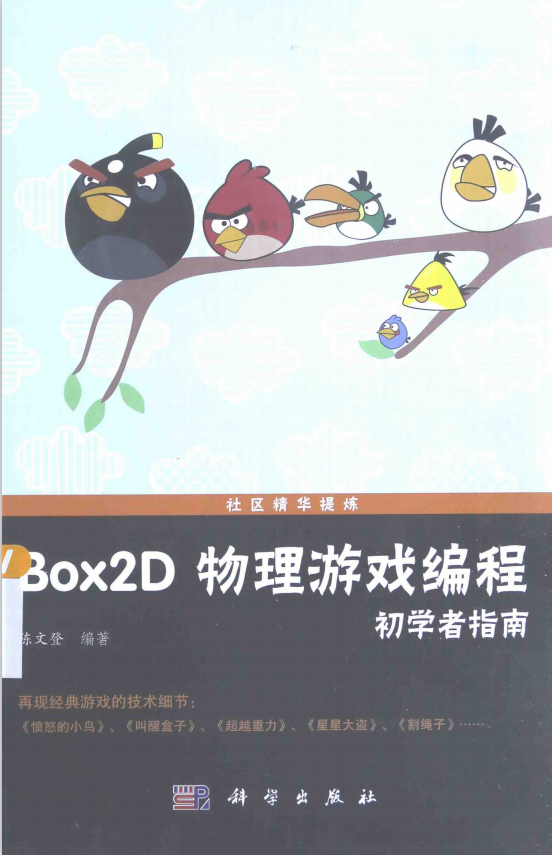 社区精华提炼
Box2D 物理游戏编程
初学者指南
陈文登 编著
再现经典游戏的技术细节：
《愤怒的小鸟》、《叫醒盒子》、《超越重力》、《星星大盗》、《割绳子》……
科学出版社